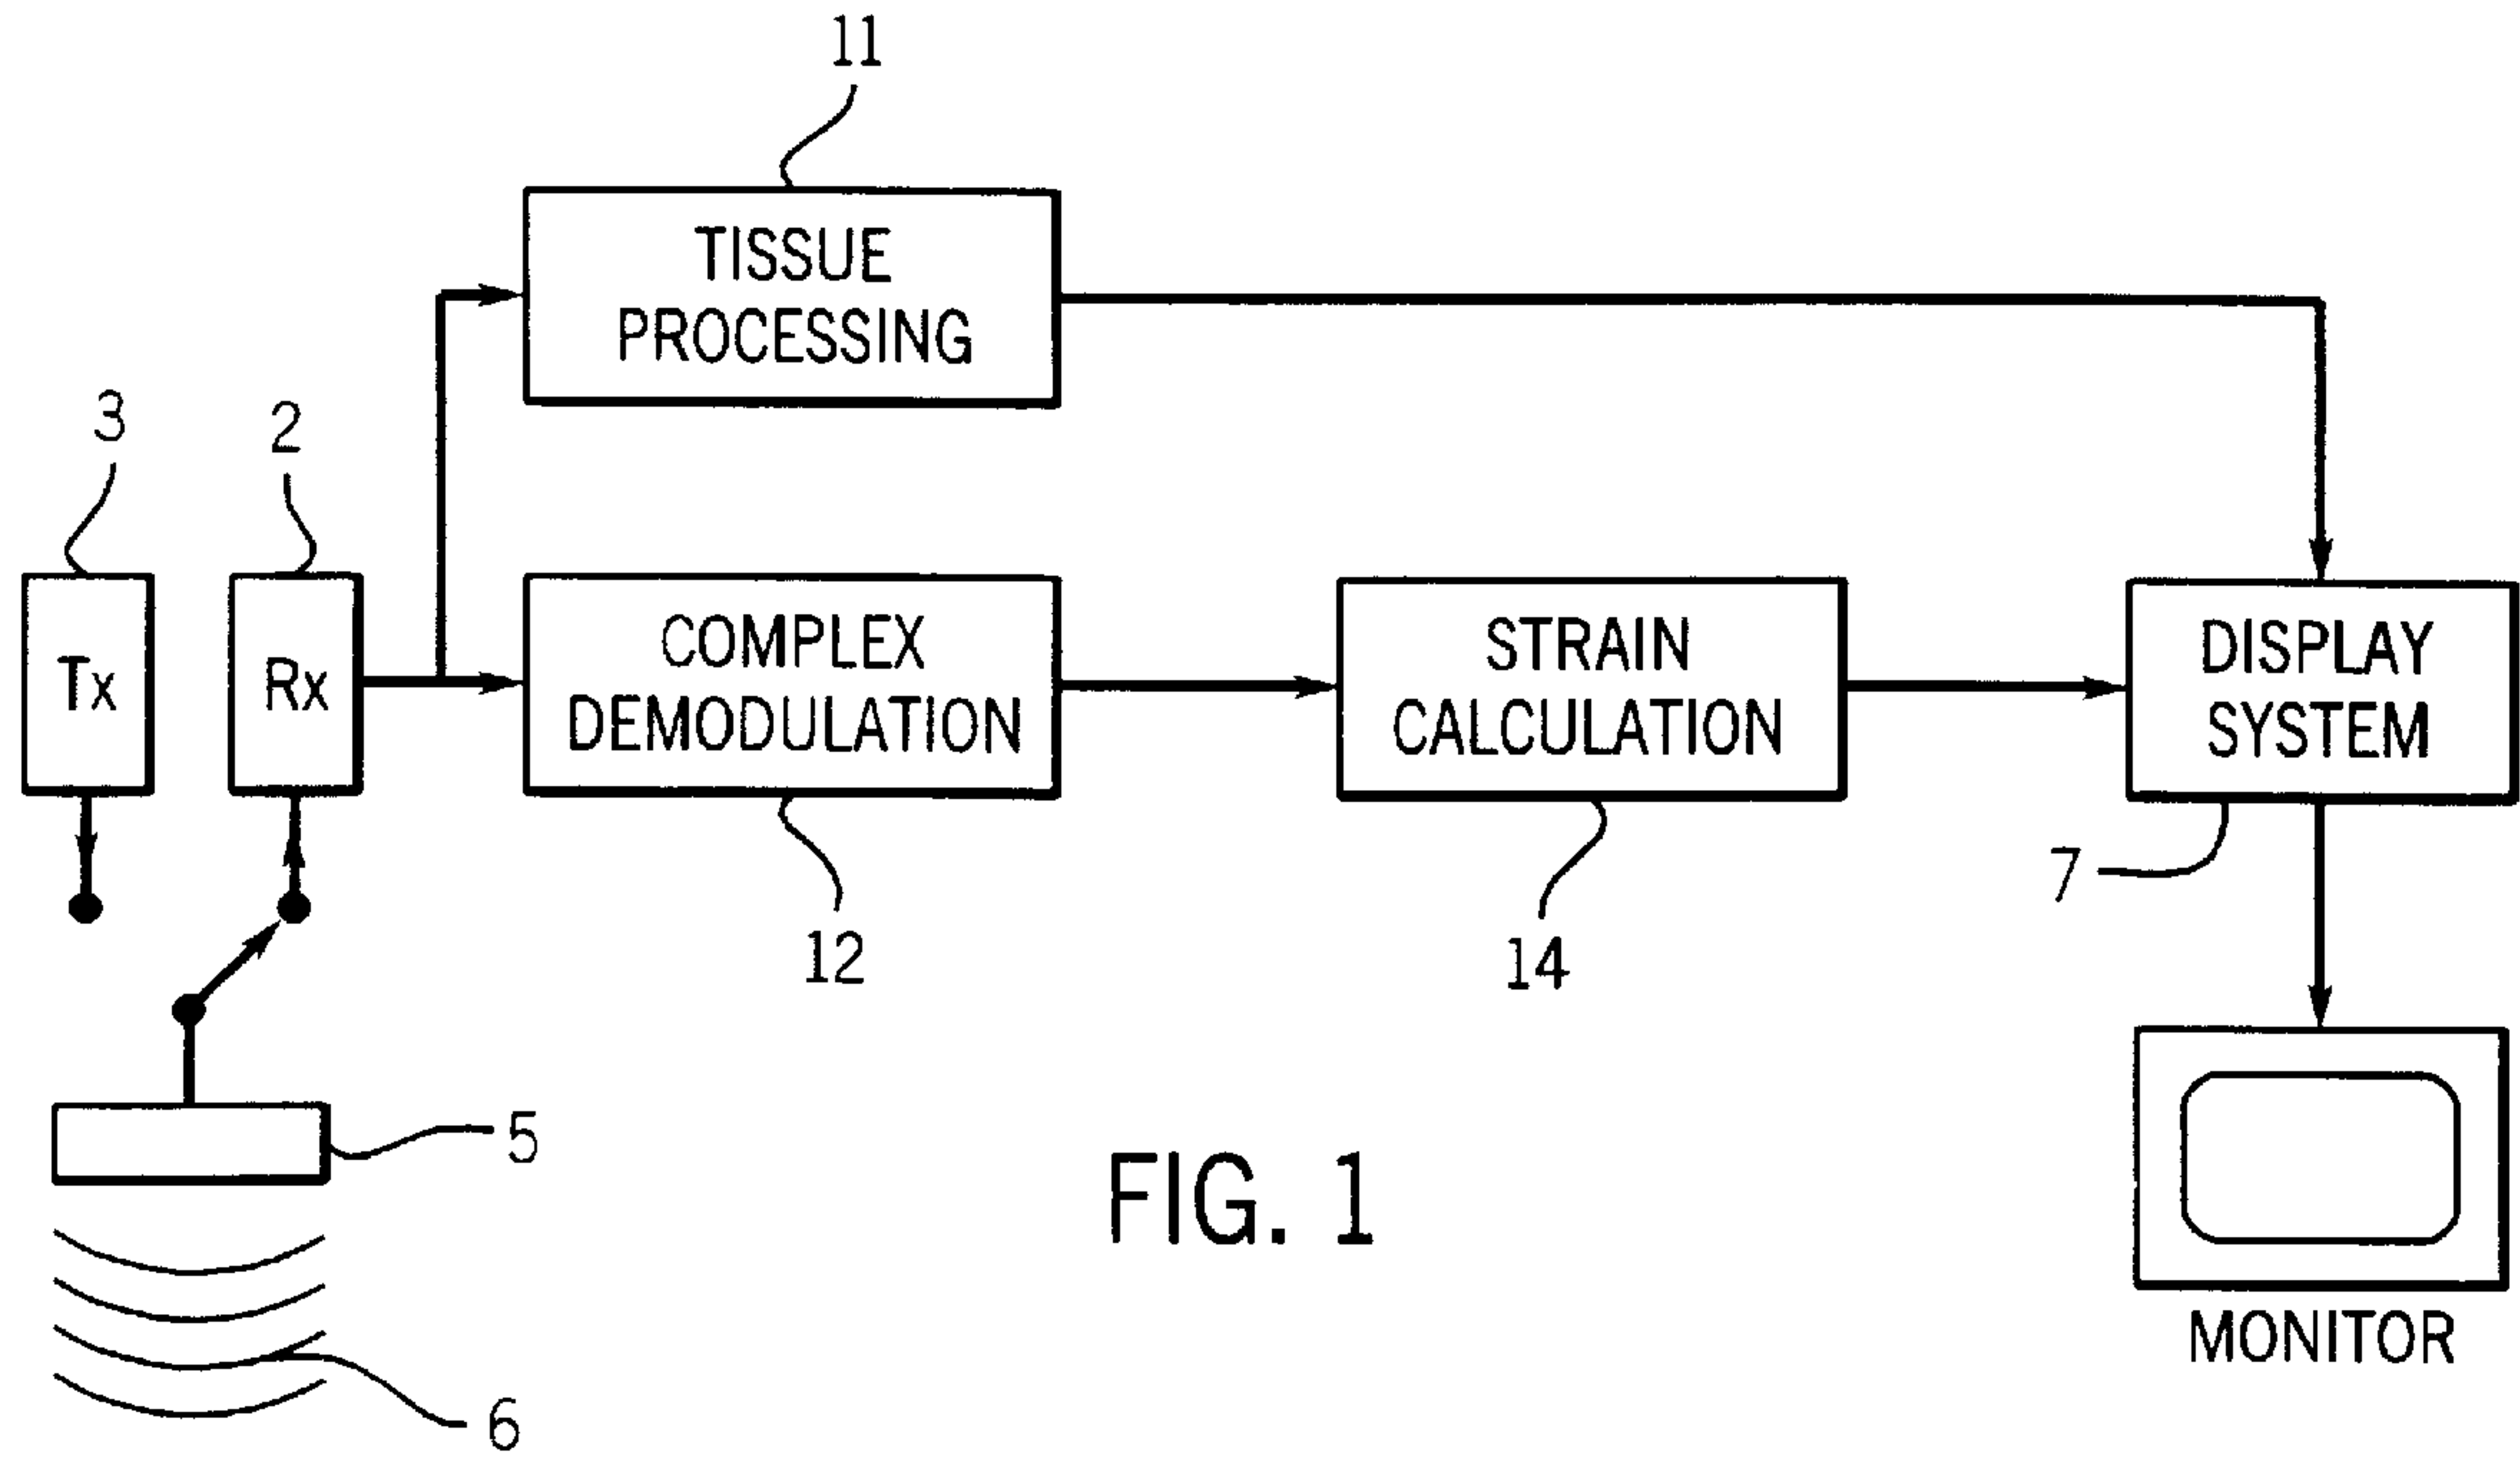 11
TISSUE
PROCESSING
3
2
Tx
Rx
COMPLEX
DEMODULATION
STRAIN
CALCULATION
DISPLAY
SYSTEM
12
14
7
5
FIG. 1
MONITOR
6